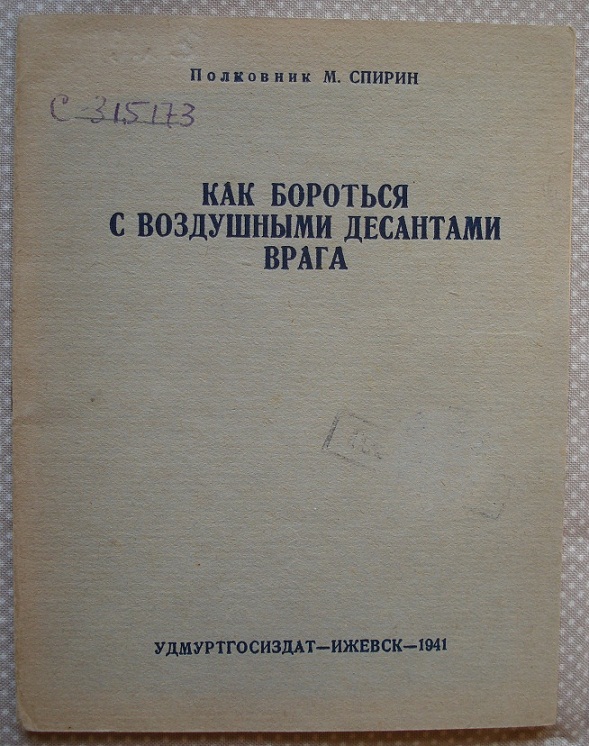 Полковник М. СПИРИН
С-315173
КАК БОРОТЬСЯ
С ВОЗДУШНЫМИ ДЕСАНТАМИ
ВРАГА
УДМУРТГОСИЗДАТ—ИЖЕВСК—1941